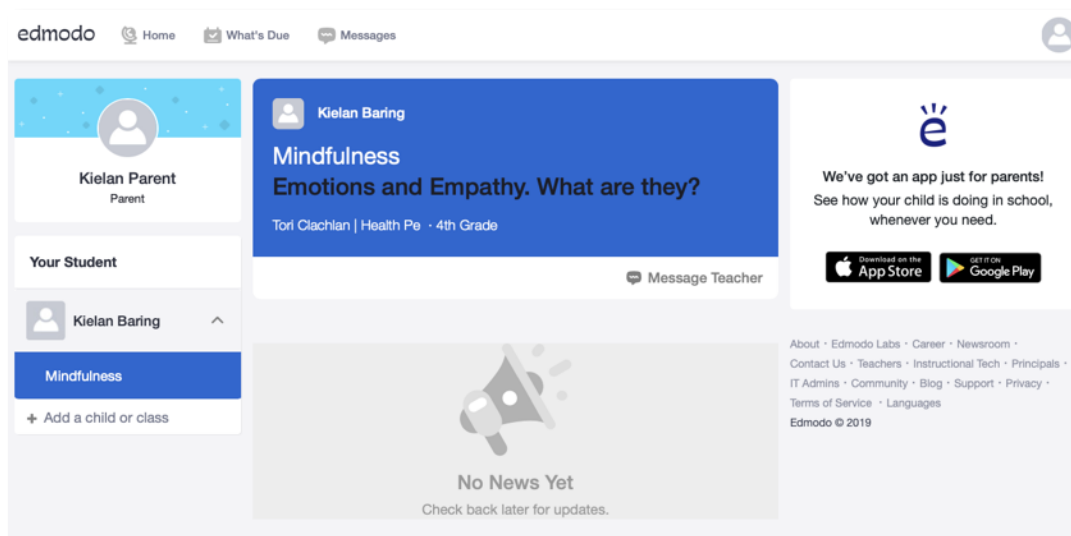 edmodo
Home
What's Due
Messages
Kielan Parent
Parent
Your Student
Kielan Baring
Mindfulness
+ Add a child or class
Kielan Baring
Mindfulness
Emotions and Empathy. What are they?
Tori Clachlan | Health Pe · 4th Grade
Message Teacher
No News Yet
Check back later for updates.
We've got an app just for parents!
See how your child is doing in school,
whenever you need.
Download on the
App Store
GET IT ON
Google Play
About · Edmodo Labs · Career · Newsroom ·
Contact Us · Teachers · Instructional Tech · Principals ·
IT Admins · Community · Blog · Support · Privacy ·
Terms of Service · Languages
Edmodo © 2019